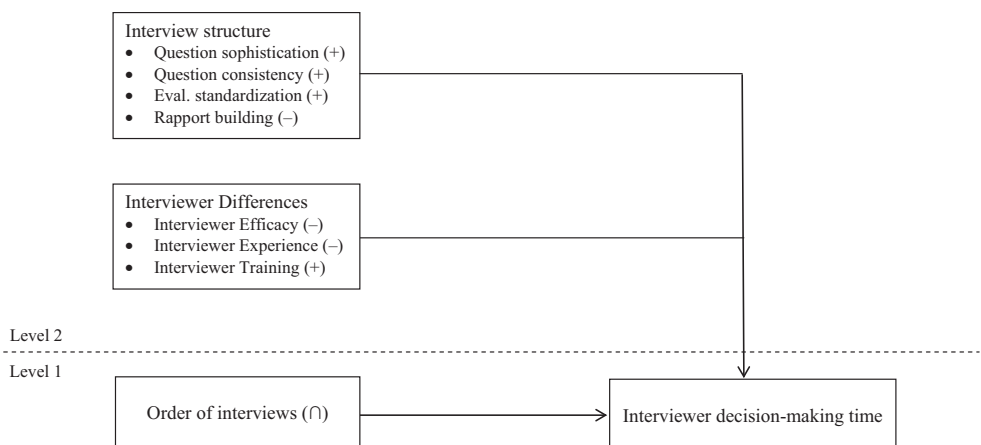 Interview structure
• Question sophistication (+)
• Question consistency (+)
• Eval. standardization (+)
• Rapport building (–)
Interviewer Differences
• Interviewer Efficacy (–)
• Interviewer Experience (–)
• Interviewer Training (+)
Level 2
Level 1
Order of interviews (∩)
Interviewer decision-making time